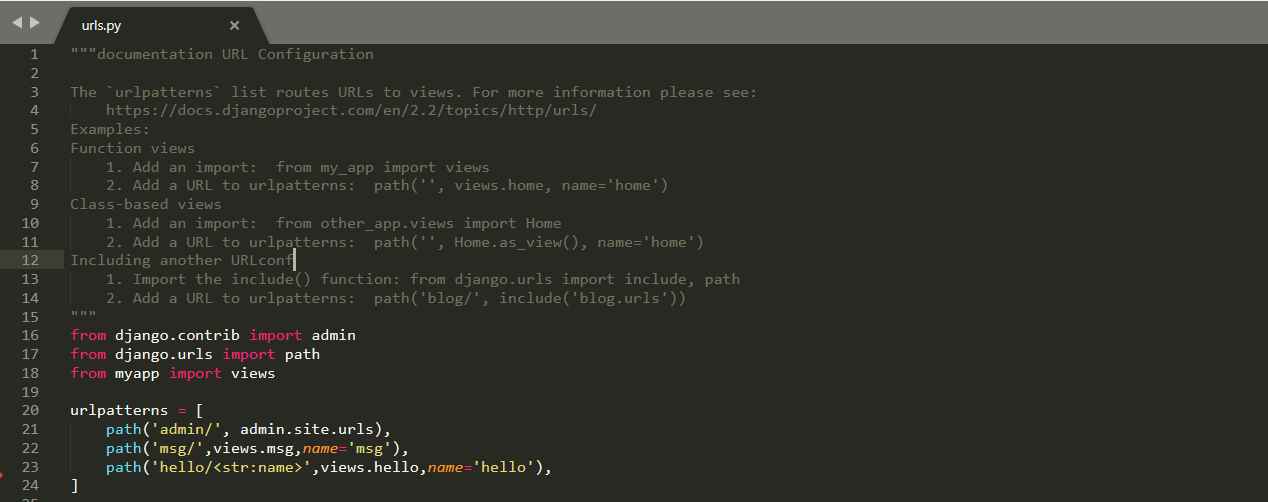 urls.py ×
1 """documentation URL Configuration
2
3 The `urlpatterns` list routes URLs to views. For more information please see:
4     https://docs.djangoproject.com/en/2.2/topics/http/urls/
5 Examples:
6 Function views
7     1. Add an import:  from my_app import views
8     2. Add a URL to urlpatterns:  path('', views.home, name='home')
9 Class-based views
10     1. Add an import:  from other_app.views import Home
11     2. Add a URL to urlpatterns:  path('', Home.as_view(), name='home')
12 Including another URLconf
13     1. Import the include() function: from django.urls import include, path
14     2. Add a URL to urlpatterns:  path('blog/', include('blog.urls'))
15 """
16 from django.contrib import admin
17 from django.urls import path
18 from myapp import views
19
20 urlpatterns = [
21     path('admin/', admin.site.urls),
22     path('msg/',views.msg,name='msg'),
23     path('hello/<str:name>',views.hello,name='hello'),
24 ]